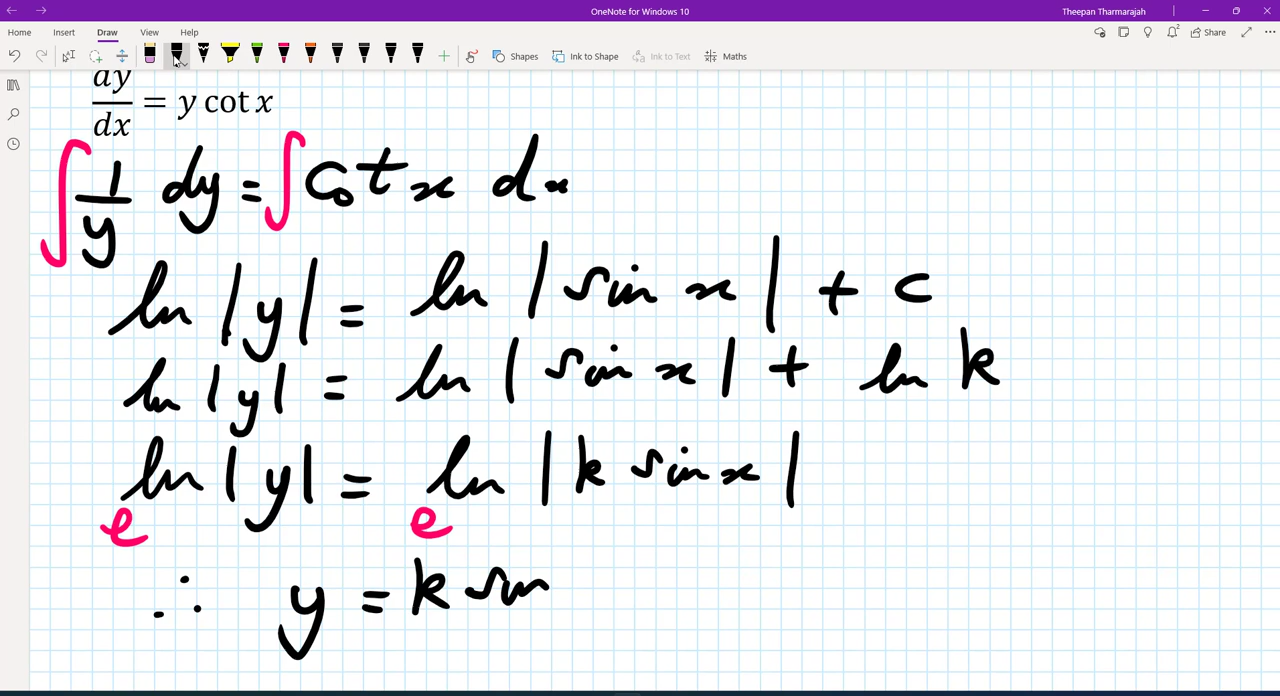 OneNote for Windows 10
Theepan Tharmarajah
Home Insert Draw View Help
2
Share
Shapes
Ink to Shape
Ink to Text
Maths
dy/dx = y cot x
∫ 1/y dy = ∫ Cot x dx
ln |y| = ln | sin x | + c
ln |y| = ln | sin x | + ln k
ln |y| = ln | k sin x |
e e
∴ y = k sin